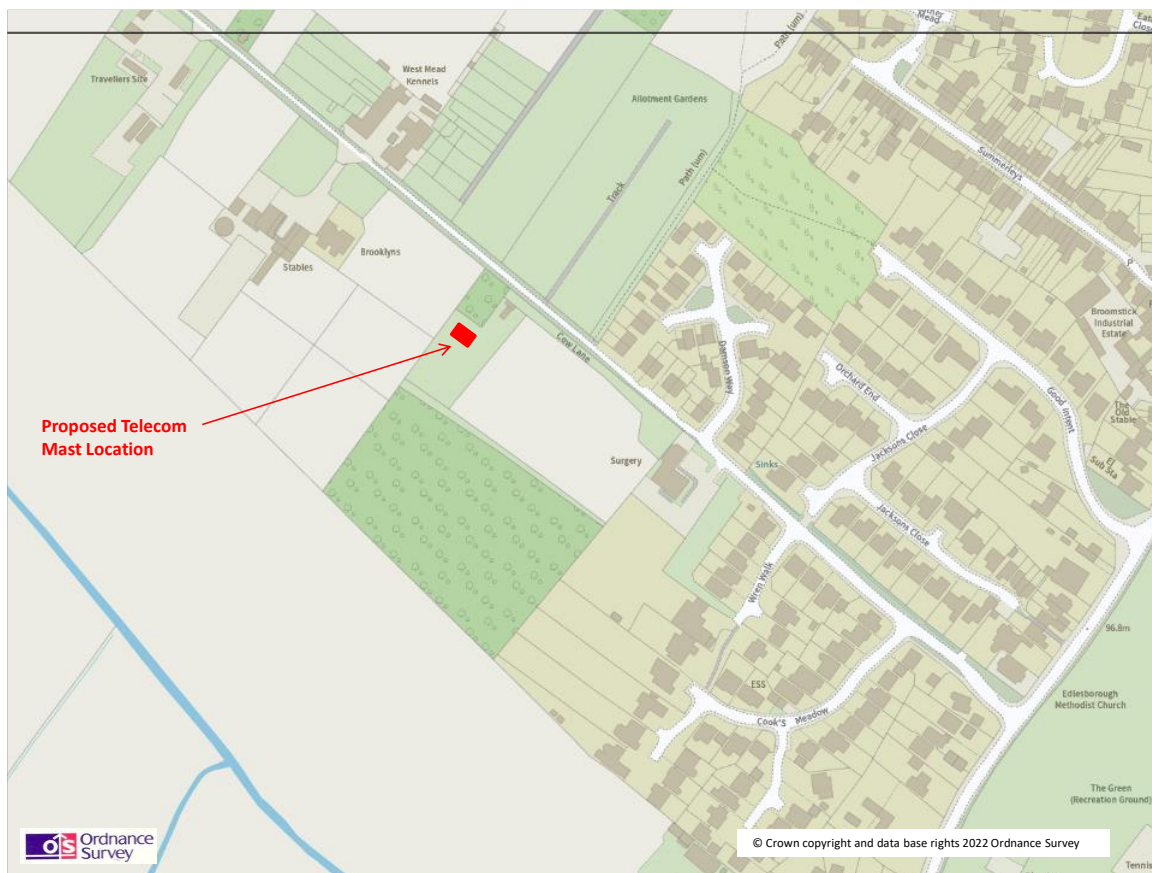 Travellers Site
West Mead
Kennels
Allotment Gardens
Path (um)
Close
Summerleys
Track
Path (um)
Brooklyns
Stables
P
Broomstick
Industrial
Estate
Cow Lane
Damson Way
Orchard End
Good Intent
The
Old
Stable
Proposed Telecom
Mast Location
Jacksons Close
El
Sub Sta
Surgery
Sinks
Jacksons Close
Wren Walk
96.8m
ESS
Edlesborough
Methodist Church
Cook'S Meadow
The Green
(Recreation Ground)
OS Ordnance
Survey
© Crown copyright and data base rights 2022 Ordnance Survey
Tennis